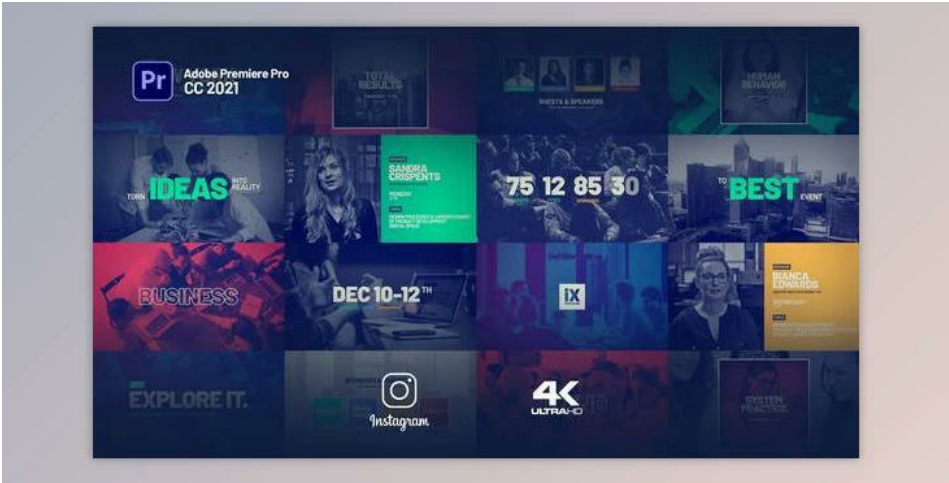 Pr
Adobe Premiere Pro
CC 2021
TOTAL
RESULTS
GUESTS & SPEAKERS
HUMAN
BEHAVIOR
TURN IDEAS INTO
REALITY
SANDRA
CRISPENTS
MONDAY
75 12 85 30
TO BEST EVENT
BUSINESS
DEC 10-12TH
iX
BIANCA
EDWARDS
WEDNESDAY
EXPLORE IT.
Instagram
4K
ULTRAHD
SYSTEM
PRACTICE